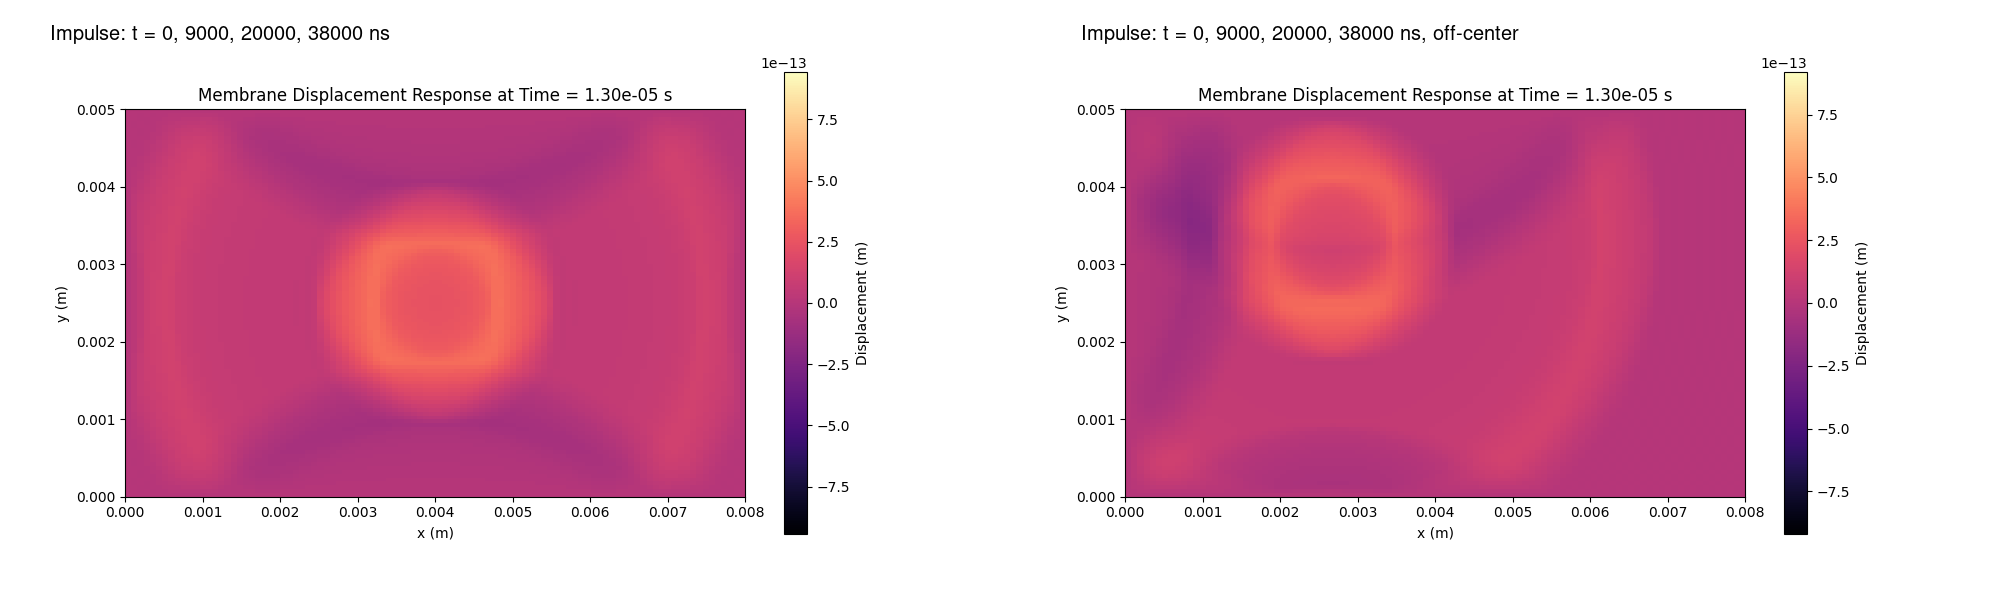 Impulse: t = 0, 9000, 20000, 38000 ns
1e−13
Membrane Displacement Response at Time = 1.30e-05 s
0.005
0.004
0.003
0.002
0.001
0.000
y (m)
0.000 0.001 0.002 0.003 0.004 0.005 0.006 0.007 0.008
x (m)
7.5
5.0
2.5
0.0
−2.5
−5.0
−7.5
Displacement (m)
Impulse: t = 0, 9000, 20000, 38000 ns, off-center
1e−13
Membrane Displacement Response at Time = 1.30e-05 s
0.005
0.004
0.003
0.002
0.001
0.000
y (m)
0.000 0.001 0.002 0.003 0.004 0.005 0.006 0.007 0.008
x (m)
7.5
5.0
2.5
0.0
−2.5
−5.0
−7.5
Displacement (m)